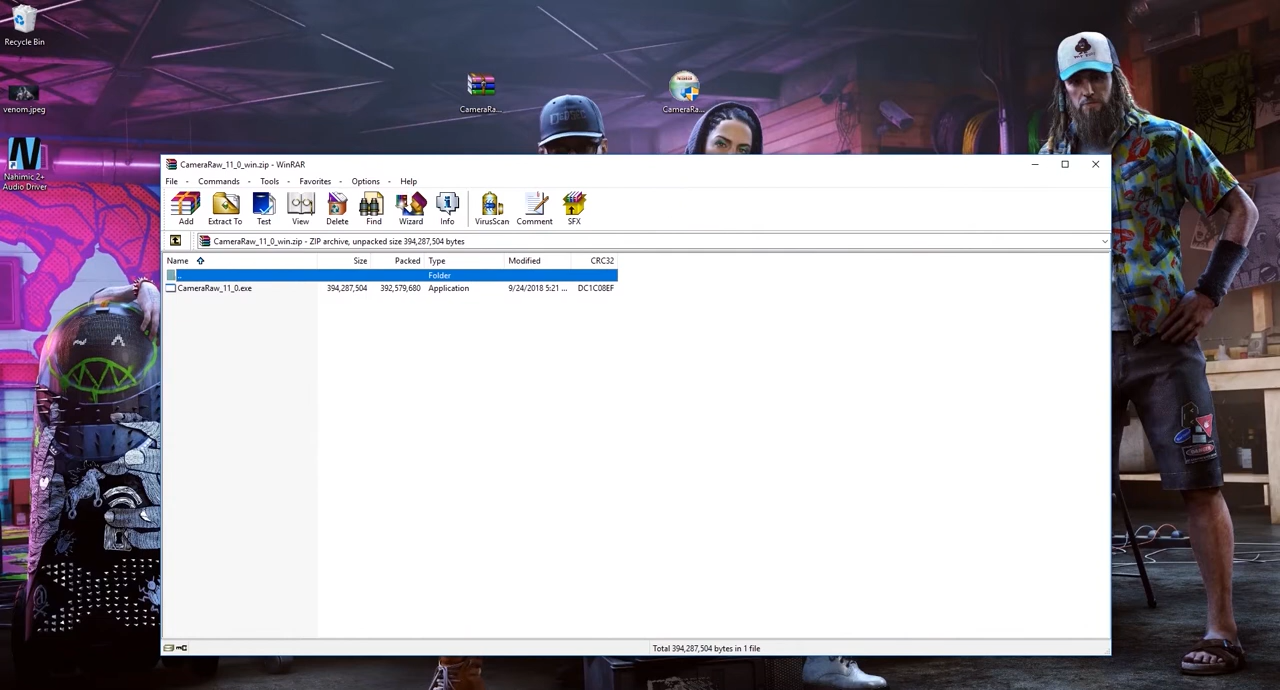 Recycle Bin
venom.jpeg
Nahimic 2+
Audio Driver
CameraRa...
CameraRa...
CameraRaw_11_0_win.zip - WinRAR
File Commands Tools Favorites Options Help
Add Extract To Test View Delete Find Wizard Info VirusScan Comment SFX
CameraRaw_11_0_win.zip - ZIP archive, unpacked size 394,287,504 bytes
Name Size Packed Type Modified CRC32
.. Folder
CameraRaw_11_0.exe 394,287,504 392,579,680 Application 9/24/2018 5:21 ... DC1C08EF
Total 394,287,504 bytes in 1 file